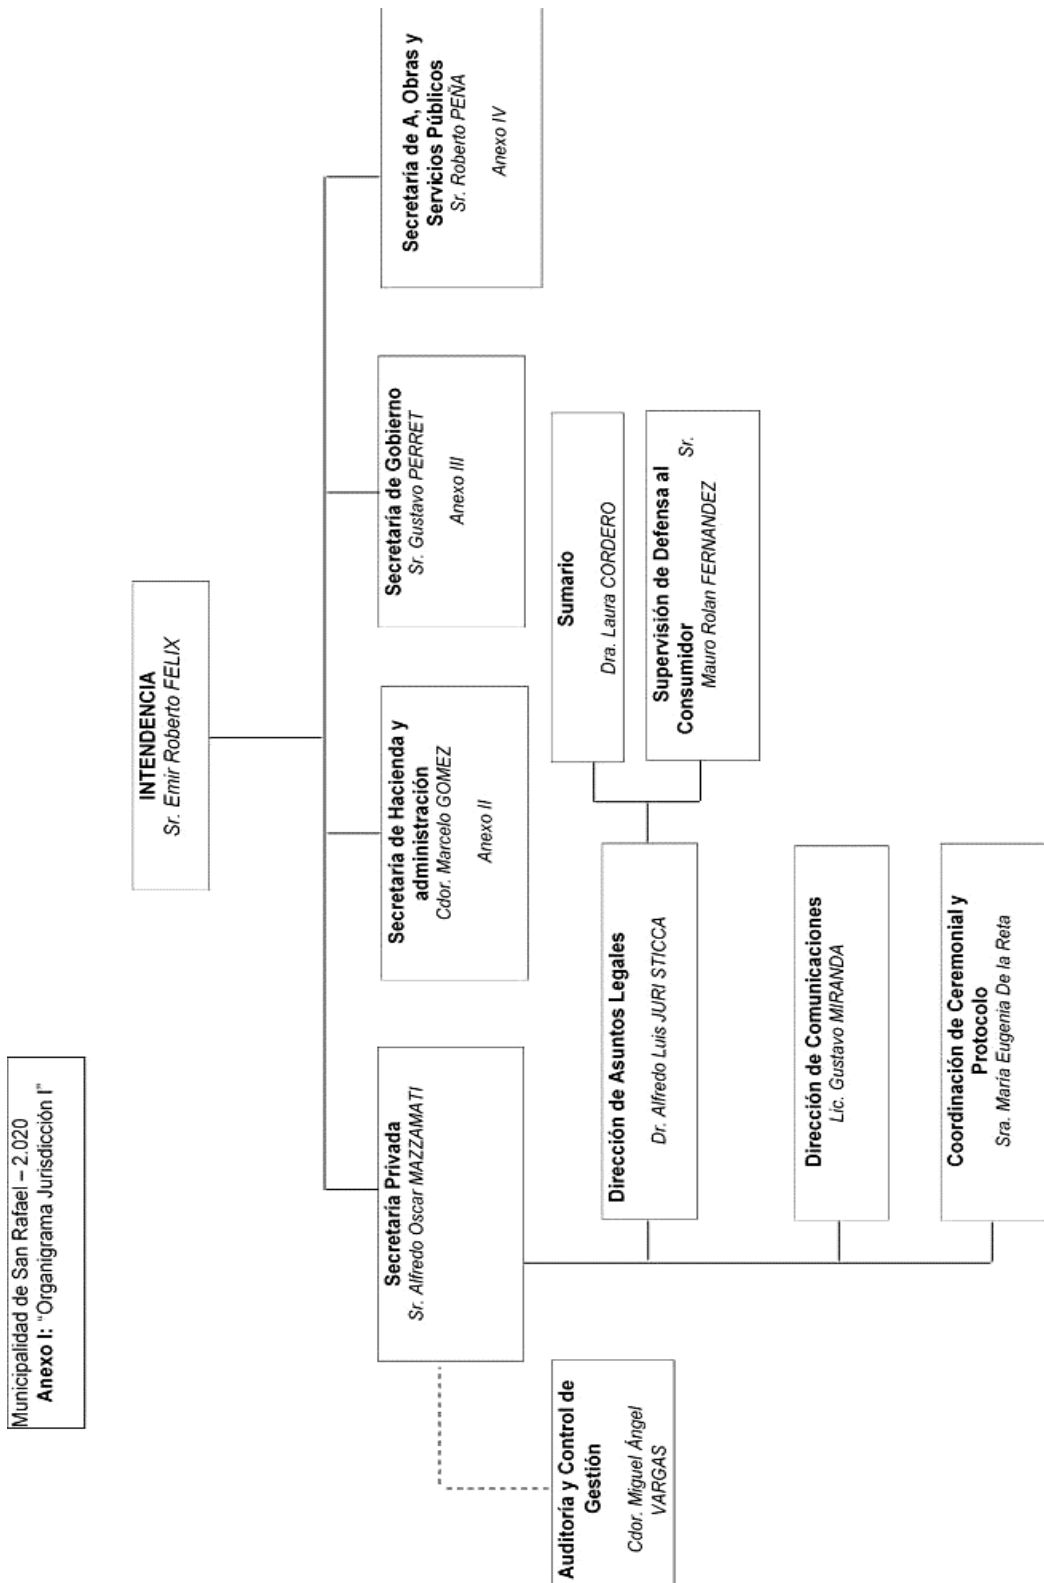 Municipalidad de San Rafael – 2.020
Anexo I: "Organigrama Jurisdicción I"
INTENDENCIA
Sr. Emir Roberto FELIX
Secretaría Privada
Sr. Alfredo Oscar MAZZAMATI
Secretaría de Hacienda y
administración
Cdor. Marcelo GOMEZ
Anexo II
Secretaría de Gobierno
Sr. Gustavo PERRET
Anexo III
Secretaría de A, Obras y
Servicios Públicos
Sr. Roberto PEÑA
Anexo IV
Auditoría y Control de
Gestión
Cdor. Miguel Ángel
VARGAS
Dirección de Asuntos Legales
Dr. Alfredo Luis JURI STICCA
Sumario
Dra. Laura CORDERO
Supervisión de Defensa al
Consumidor Sr.
Mauro Rolan FERNANDEZ
Dirección de Comunicaciones
Lic. Gustavo MIRANDA
Coordinación de Ceremonial y
Protocolo
Sra. María Eugenia De la Reta